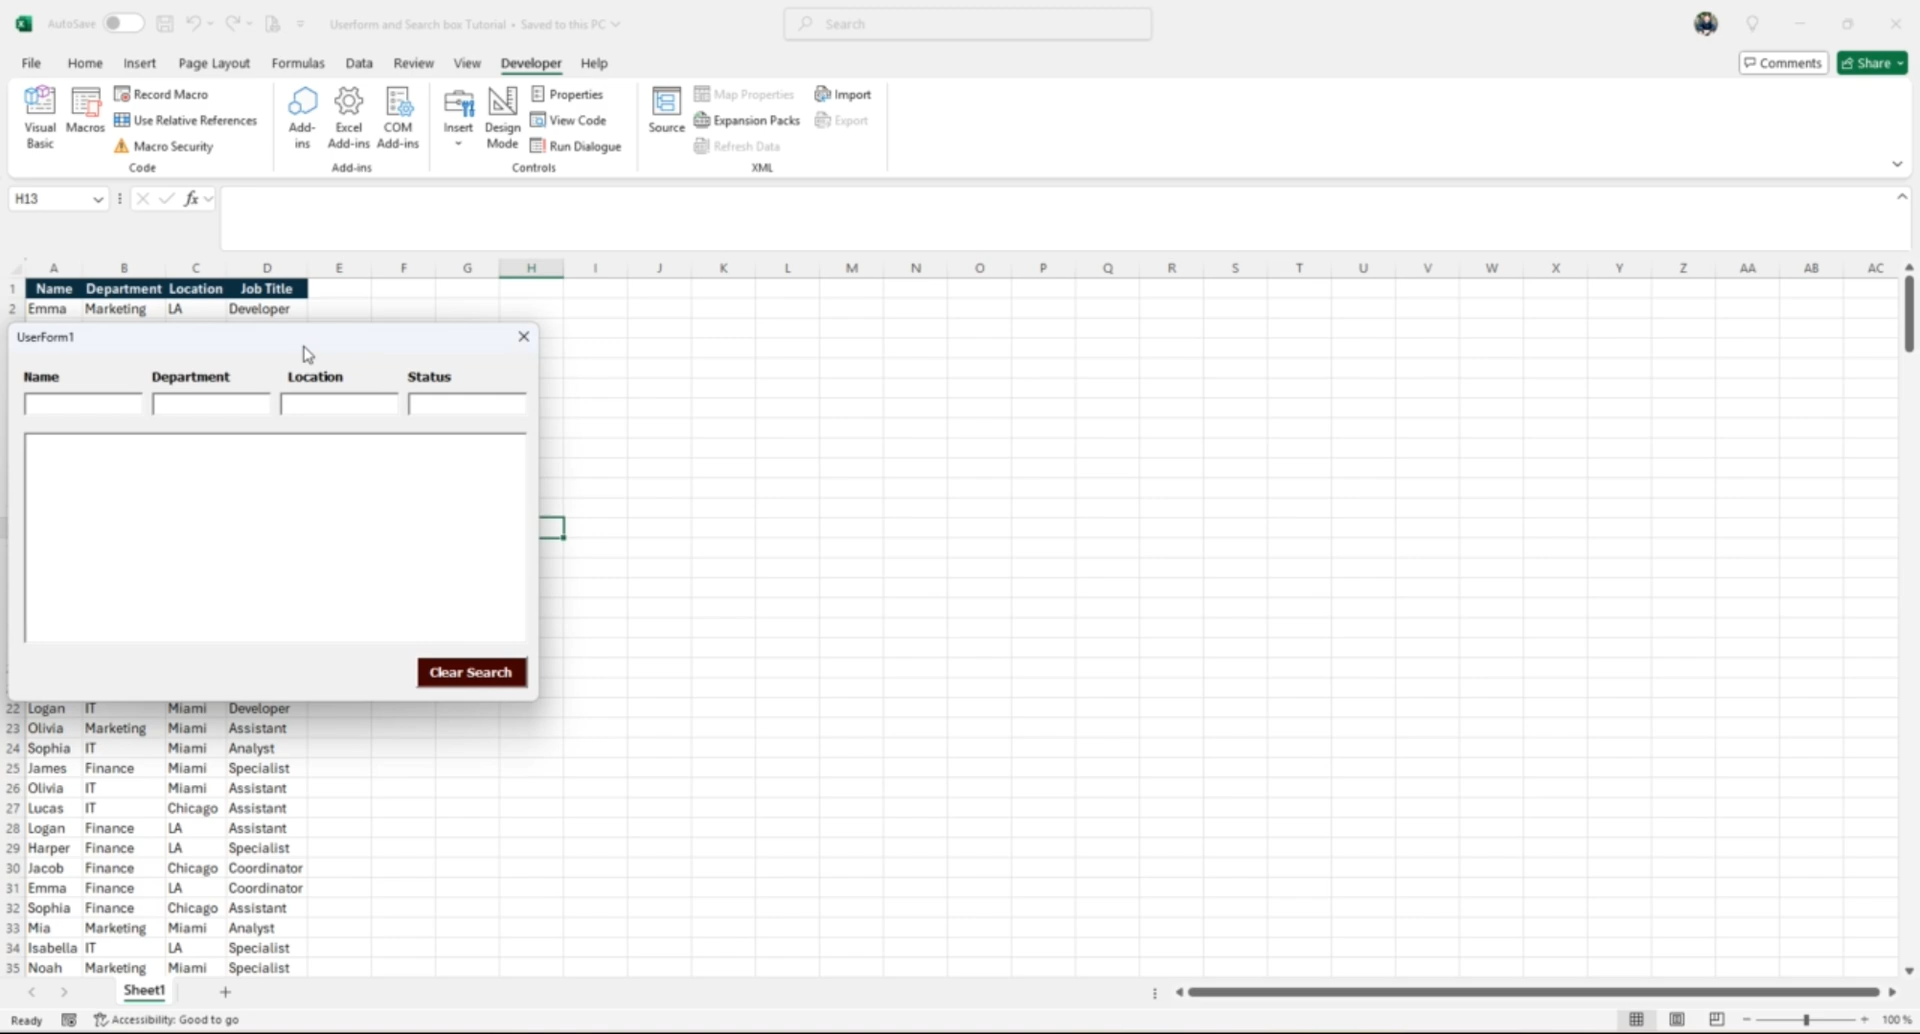 AutoSave Userform and Search box Tutorial • Saved to this PC Search
File Home Insert Page Layout Formulas Data Review View Developer Help Comments Share
Visual Basic
Macros
Record Macro
Use Relative References
Macro Security
Code
Add-ins
Excel Add-ins
COM Add-ins
Add-ins
Insert
Design Mode
Properties
View Code
Run Dialogue
Controls
Source
Map Properties
Expansion Packs
Refresh Data
Import
Export
XML
H13 fx
A B C D E F G H I J K L M N O P Q R S T U V W X Y Z AA AB AC
1 Name Department Location Job Title
2 Emma Marketing LA Developer
UserForm1
Name Department Location Status
Clear Search
22 Logan IT Miami Developer
23 Olivia Marketing Miami Assistant
24 Sophia IT Miami Analyst
25 James Finance Miami Specialist
26 Olivia IT Miami Assistant
27 Lucas IT Chicago Assistant
28 Logan Finance LA Assistant
29 Harper Finance LA Specialist
30 Jacob Finance Chicago Coordinator
31 Emma Finance LA Coordinator
32 Sophia Finance Chicago Assistant
33 Mia Marketing Miami Analyst
34 Isabella IT LA Specialist
35 Noah Marketing Miami Specialist
Sheet1
Ready Accessibility: Good to go 100%